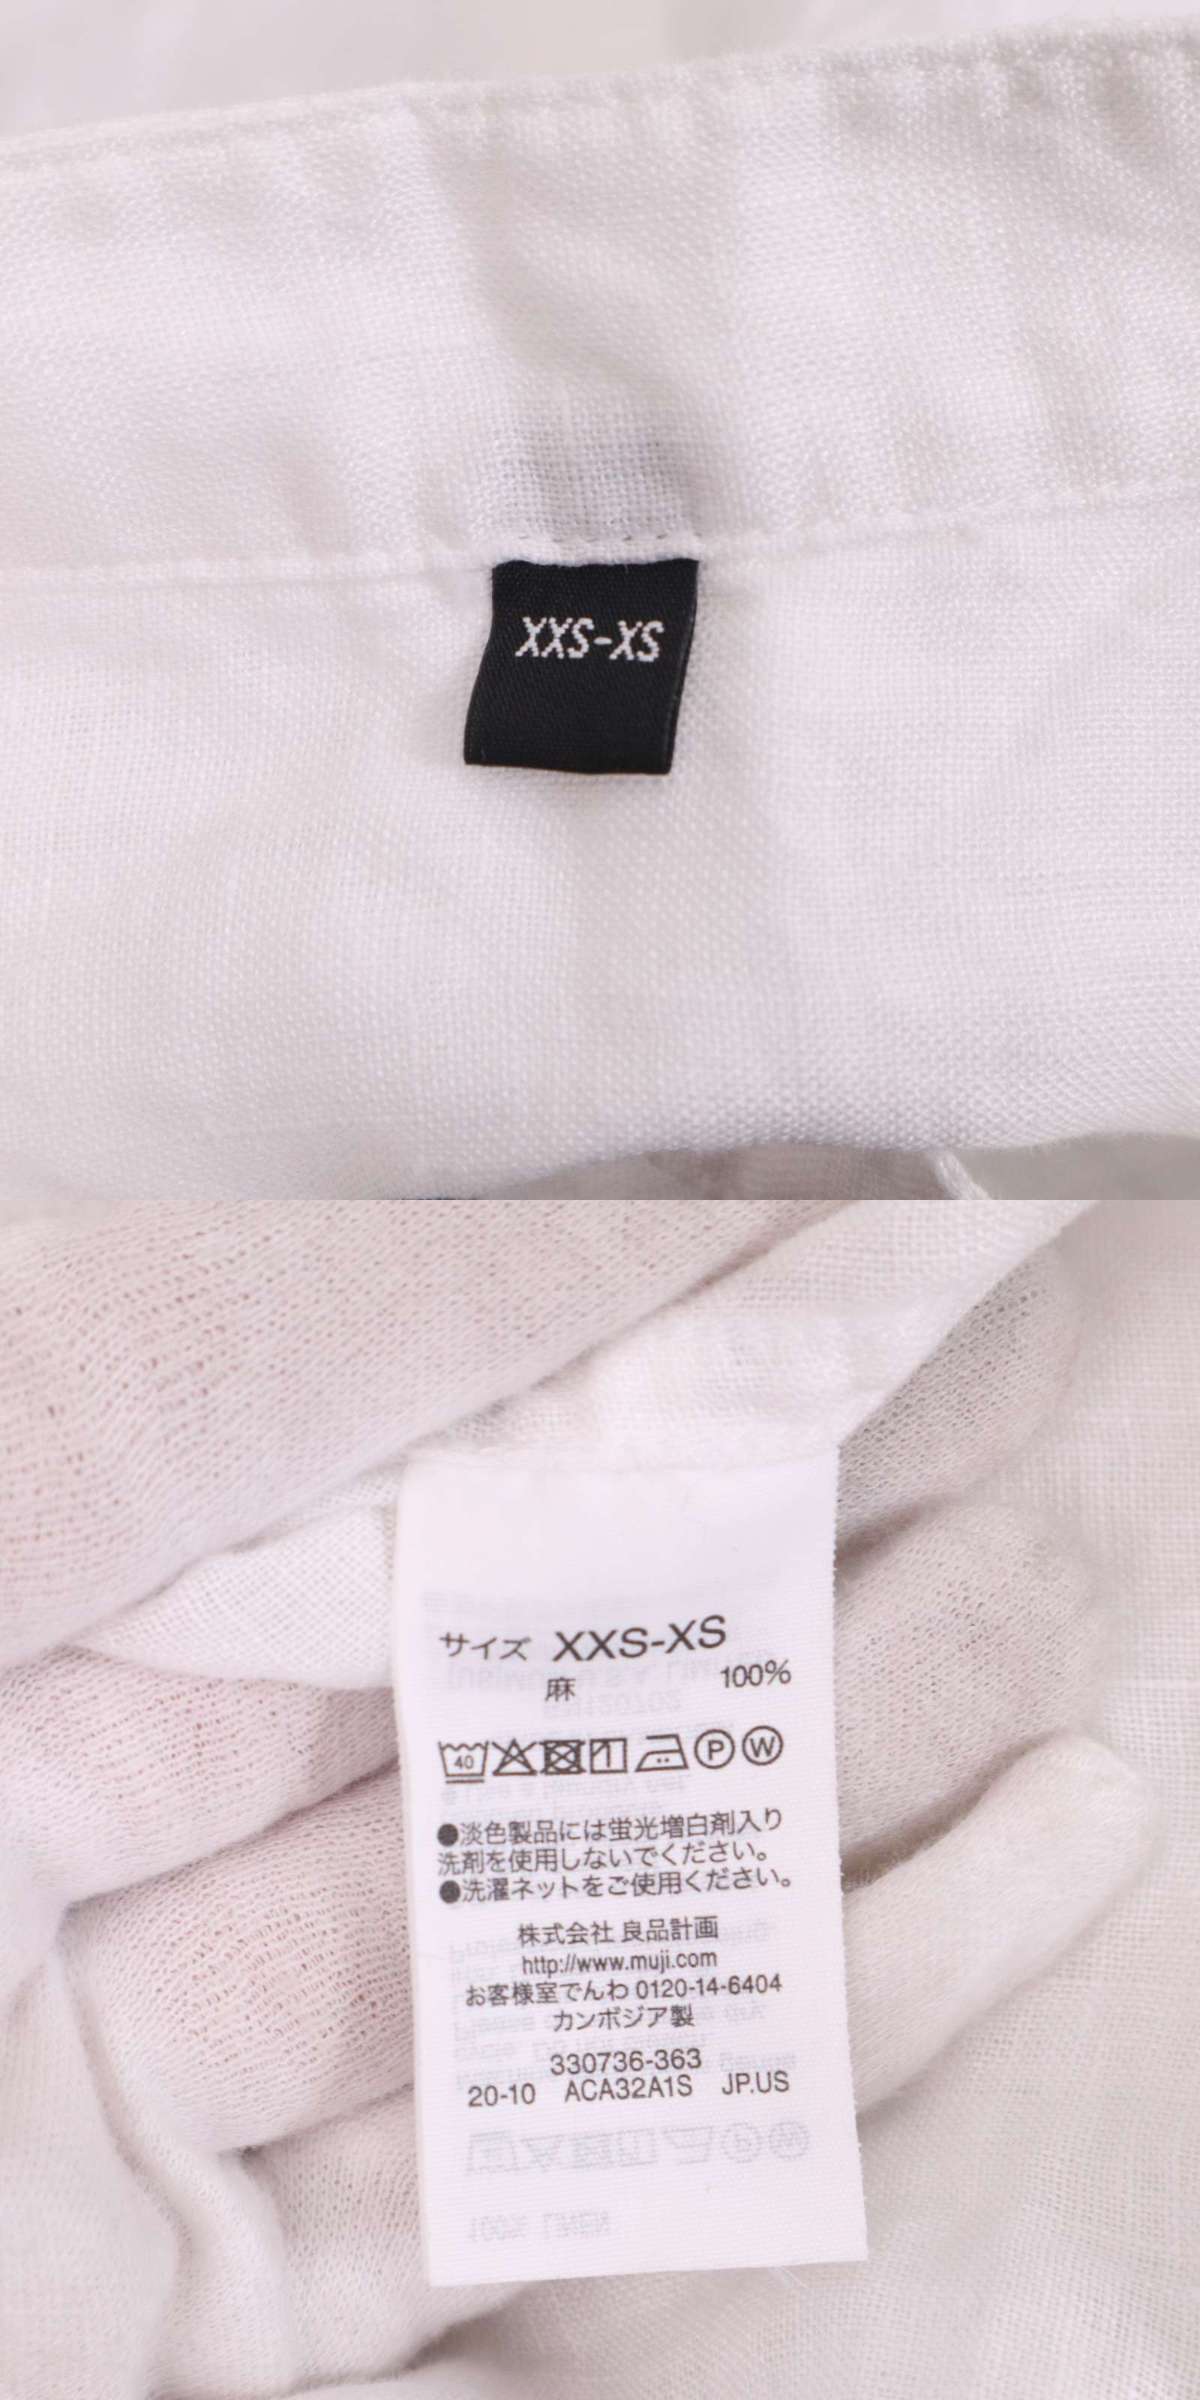 XXS-XS
サイズ XXS-XS
麻 100%
40 P W
●淡色製品には蛍光増白剤入り
洗剤を使用しないでください。
●洗濯ネットをご使用ください。
株式会社 良品計画
http://www.muji.com
お客様室でんわ 0120-14-6404
カンボジア製
330736-363
20-10 ACA32A1S JP.US